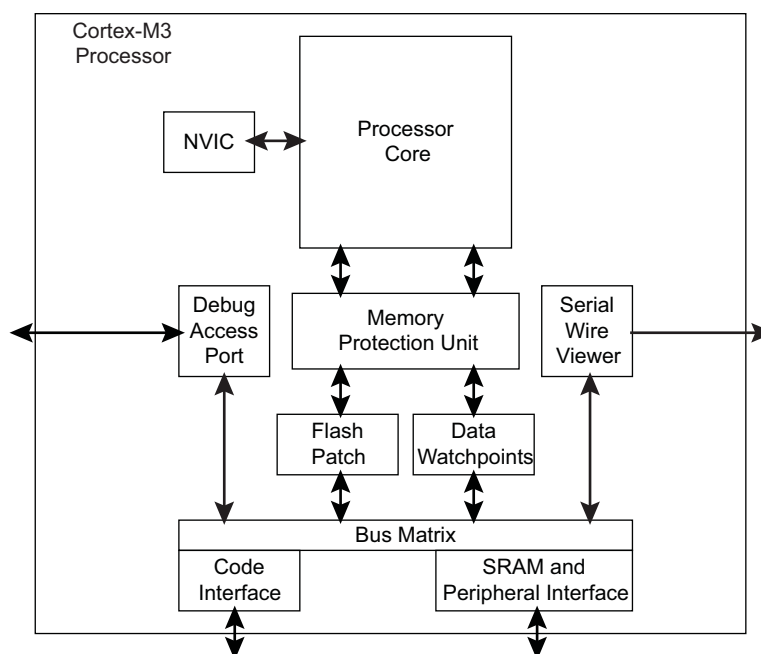 Cortex-M3
Processor
NVIC
Processor
Core
Debug
Access
Port
Memory
Protection Unit
Serial
Wire
Viewer
Flash
Patch
Data
Watchpoints
Bus Matrix
Code
Interface
SRAM and
Peripheral Interface